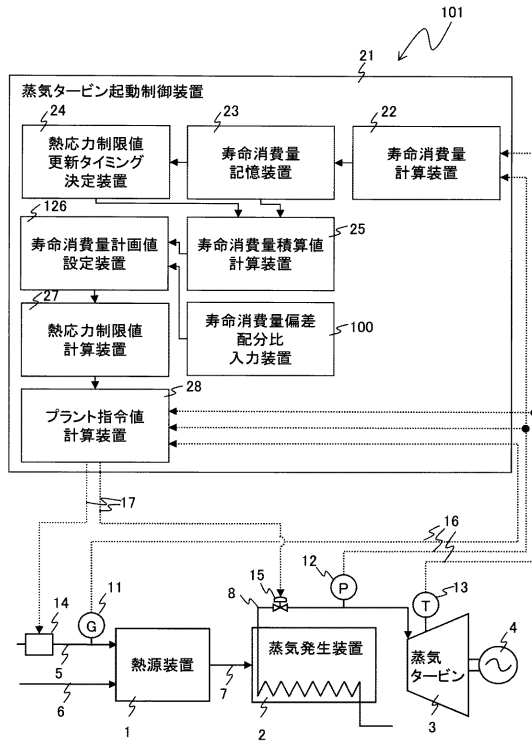 101
21
蒸気タービン起動制御装置
24
23
22
熱応力制限値
更新タイミング
決定装置
寿命消費量
記憶装置
寿命消費量
計算装置
126
25
寿命消費量計画値
設定装置
寿命消費量積算値
計算装置
27
100
熱応力制限値
計算装置
寿命消費量偏差
配分比
入力装置
28
プラント指令値
計算装置
17
16
12
15
P
13
11
8
T
14
G
4
5
熱源装置
蒸気発生装置
蒸気
タービン
6
7
1
2
3